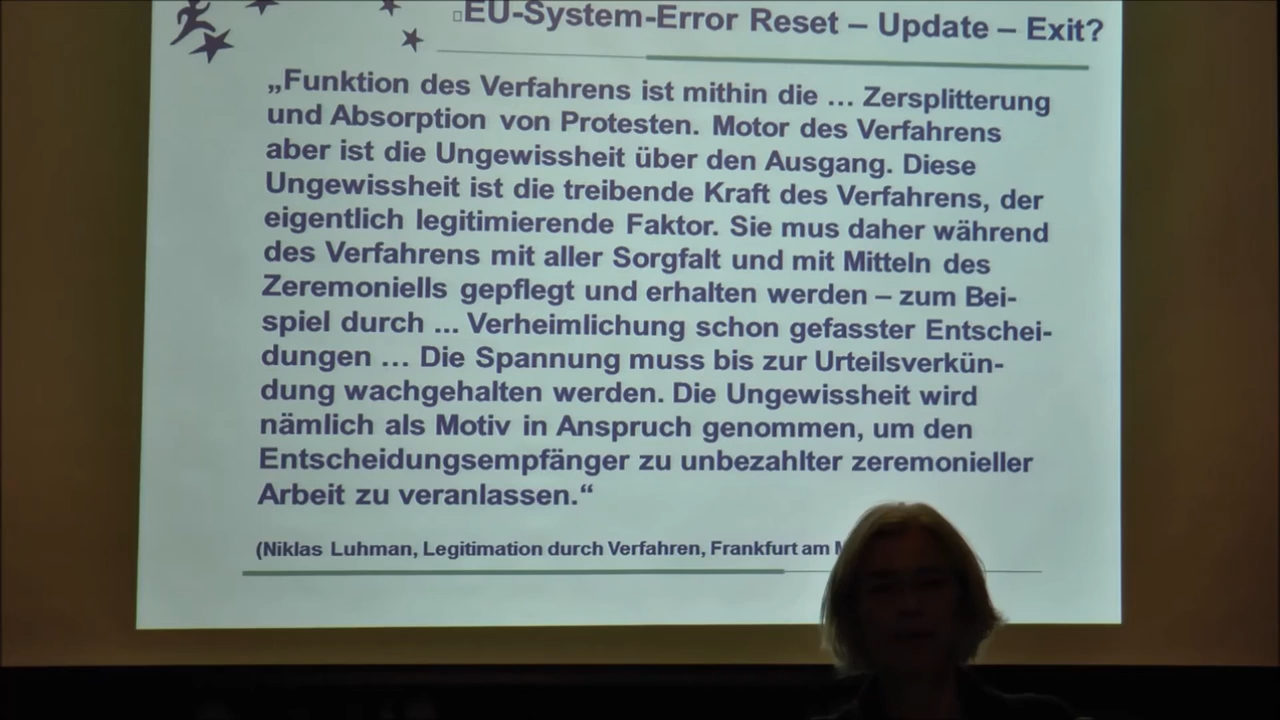 EU-System-Error Reset – Update – Exit?
„Funktion des Verfahrens ist mithin die … Zersplitterung
und Absorption von Protesten. Motor des Verfahrens
aber ist die Ungewissheit über den Ausgang. Diese
Ungewissheit ist die treibende Kraft des Verfahrens, der
eigentlich legitimierende Faktor. Sie mus daher während
des Verfahrens mit aller Sorgfalt und mit Mitteln des
Zeremoniells gepflegt und erhalten werden – zum Bei-
spiel durch ... Verheimlichung schon gefasster Entschei-
dungen … Die Spannung muss bis zur Urteilsverkün-
dung wachgehalten werden. Die Ungewissheit wird
nämlich als Motiv in Anspruch genommen, um den
Entscheidungsempfänger zu unbezahlter zeremonieller
Arbeit zu veranlassen.“
(Niklas Luhman, Legitimation durch Verfahren, Frankfurt am